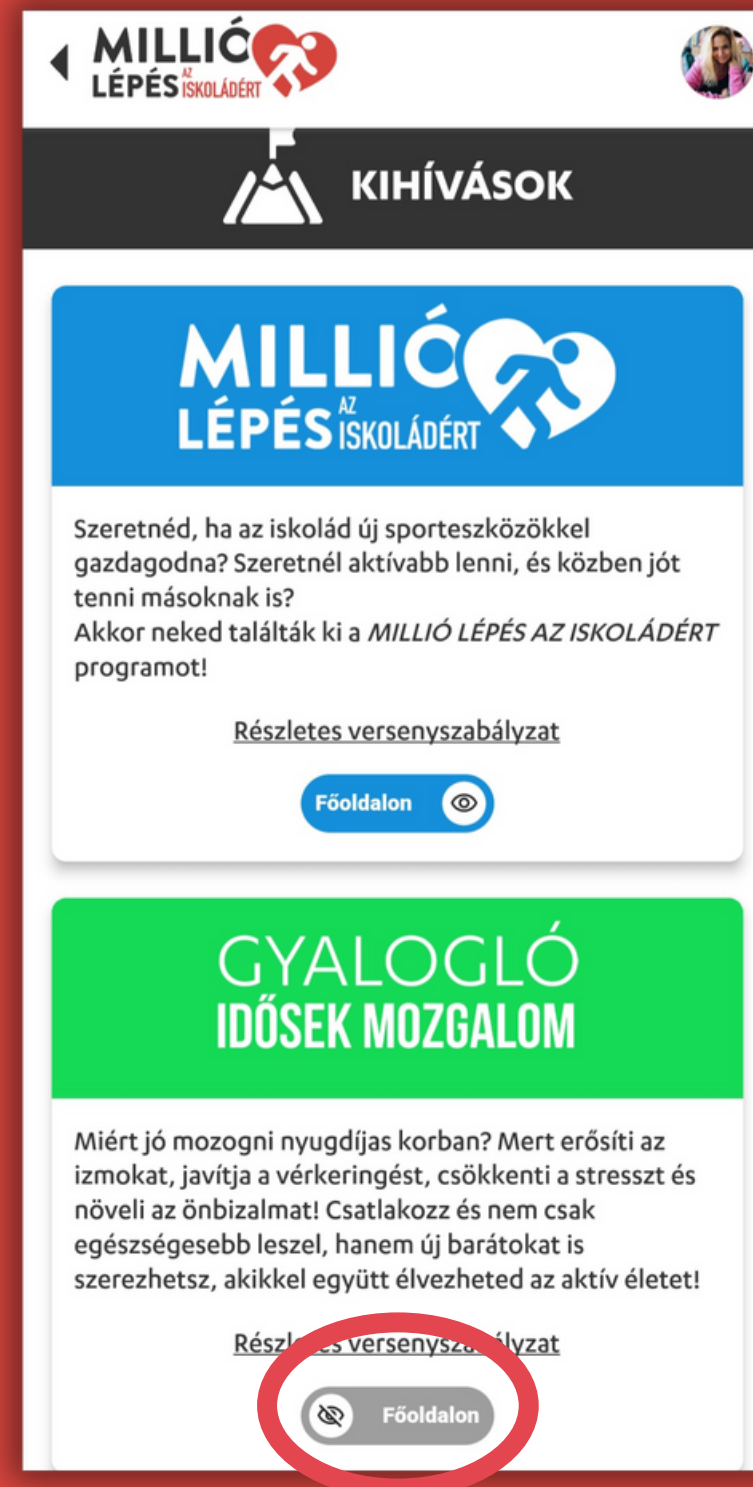 MILLIÓ
LÉPÉS AZ ISKOLÁDÉRT
KIHÍVÁSOK
MILLIÓ
LÉPÉS AZ ISKOLÁDÉRT
Szeretnéd, ha az iskolád új sporteszközökkel
gazdagodna? Szeretnél aktívabb lenni, és közben jót
tenni másoknak is?
Akkor neked találták ki a MILLIÓ LÉPÉS AZ ISKOLÁDÉRT
programot!
Részletes versenyszabályzat
Főoldalon
GYALOGLÓ
IDŐSEK MOZGALOM
Miért jó mozogni nyugdíjas korban? Mert erősíti az
izmokat, javítja a vérkeringést, csökkenti a stresszt és
növeli az önbizalmat! Csatlakozz és nem csak
egészségesebb leszel, hanem új barátokat is
szerezhetsz, akikkel együtt élvezheted az aktív életet!
Részletes versenyszabályzat
Főoldalon